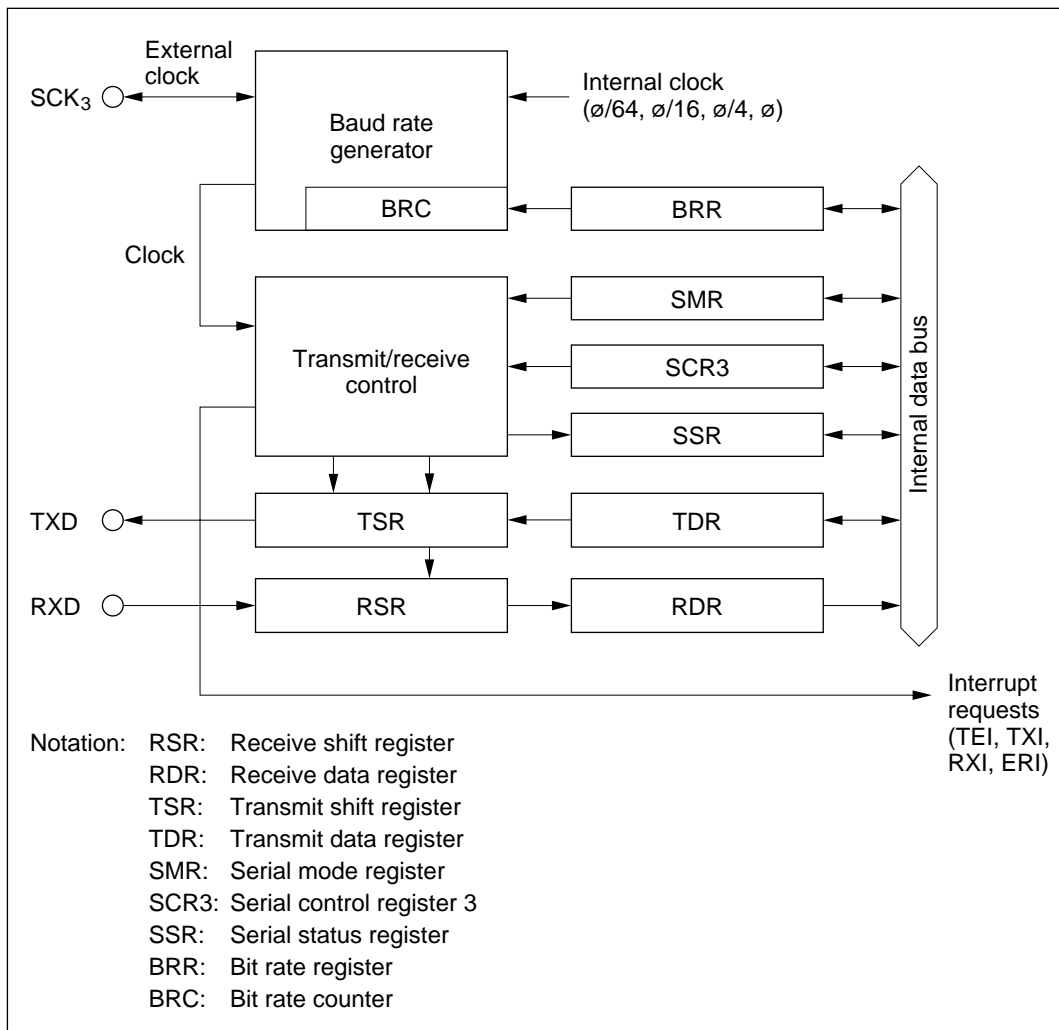 External
clock
SCK3
Internal clock
(ø/64, ø/16, ø/4, ø)
Baud rate
generator
BRC
BRR
Clock
SMR
Transmit/receive
control
SCR3
SSR
Internal data bus
TXD
TSR
TDR
RXD
RSR
RDR
Interrupt
requests
(TEI, TXI,
RXI, ERI)
Notation: RSR: Receive shift register
RDR: Receive data register
TSR: Transmit shift register
TDR: Transmit data register
SMR: Serial mode register
SCR3: Serial control register 3
SSR: Serial status register
BRR: Bit rate register
BRC: Bit rate counter